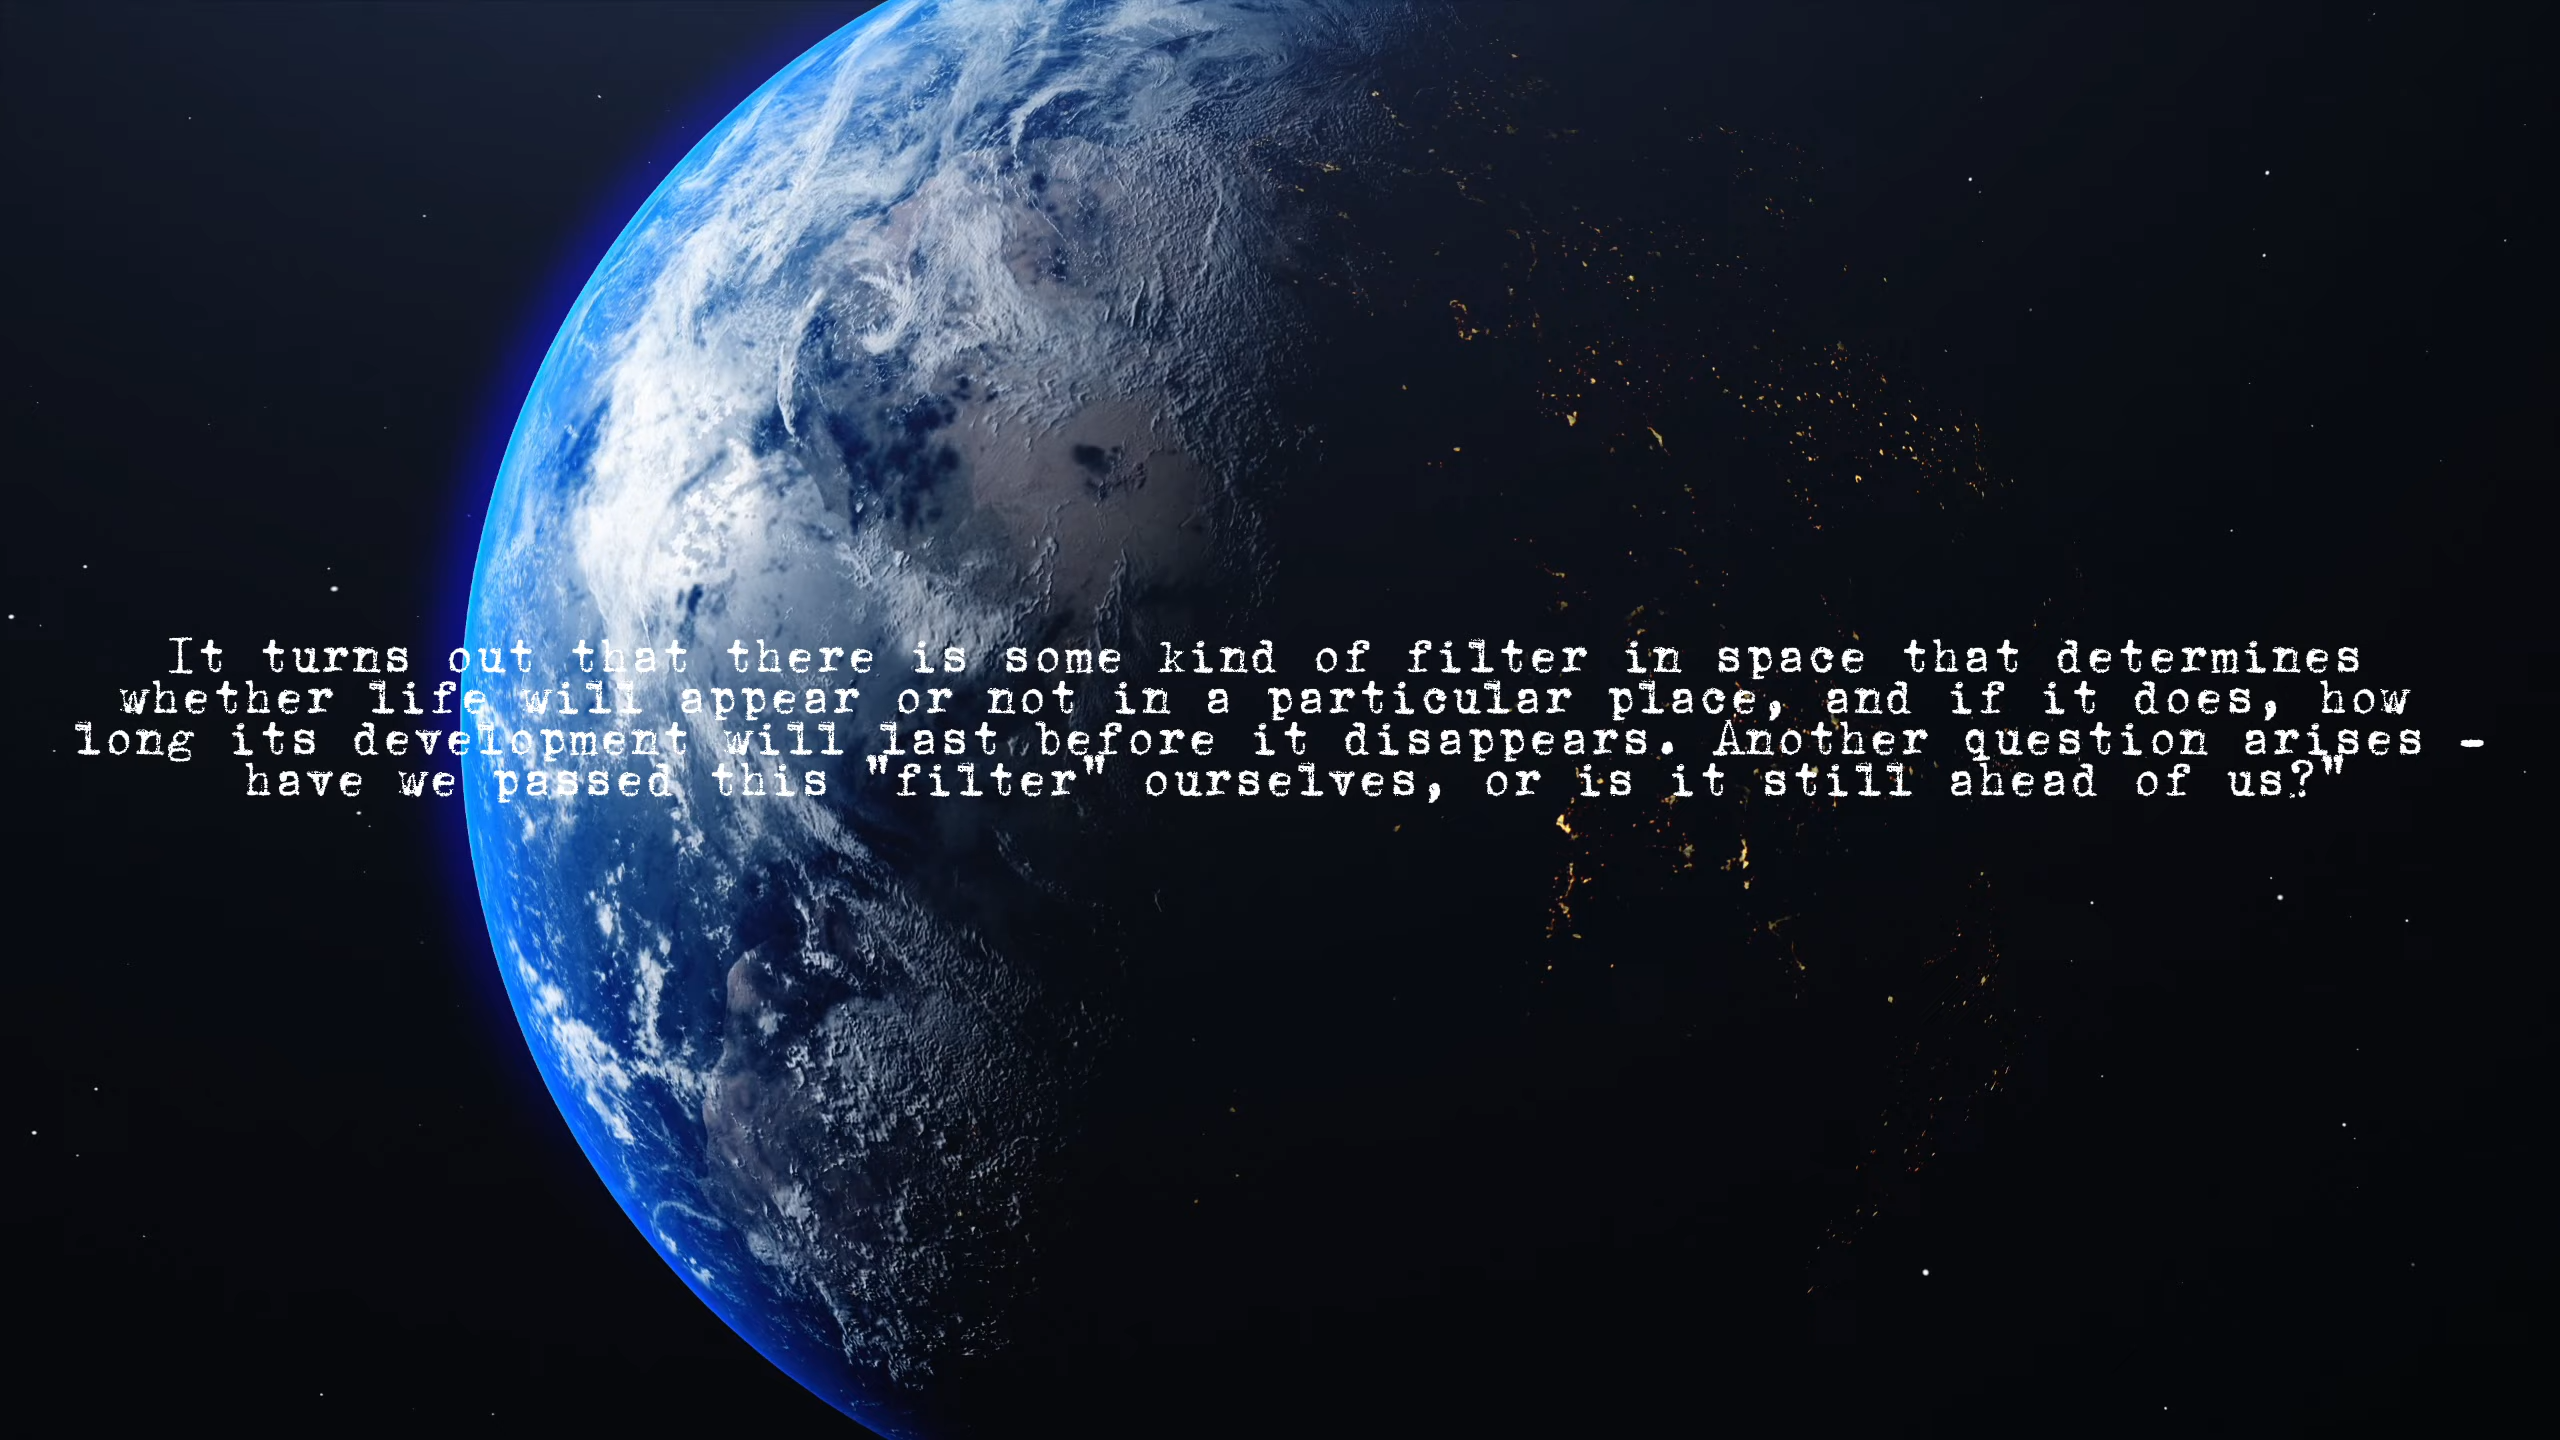 It turns out that there is some kind of filter in space that determines
whether life will appear or not in a particular place, and if it does, how
long its development will last before it disappears. Another question arises -
have we passed this "filter" ourselves, or is it still ahead of us?"